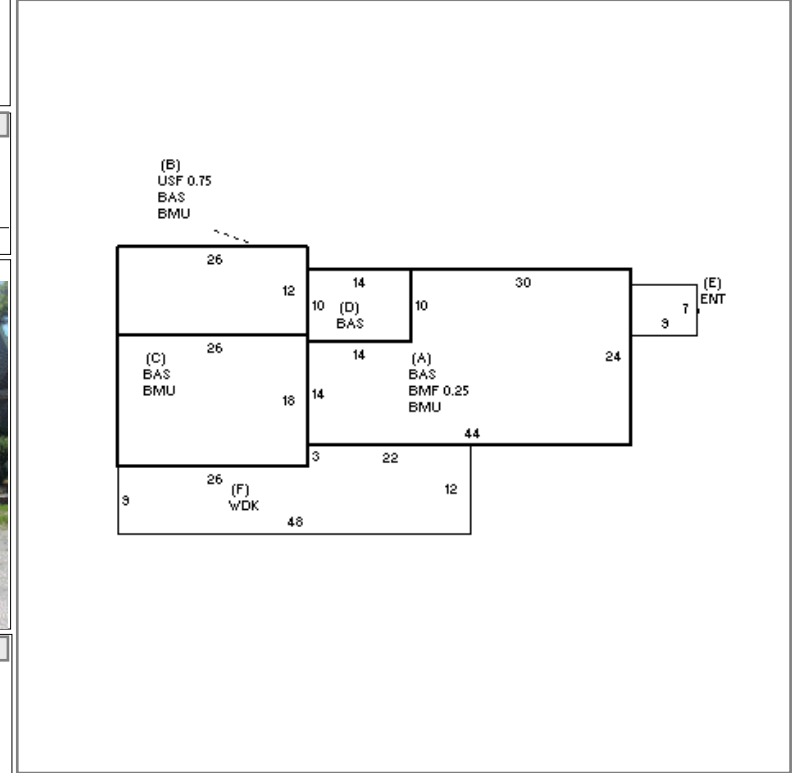 (B)
USF 0.75
BAS
BMU
26
12
14
10
(D)
BAS
10
30
(E)
ENT
7
9
26
(C)
BAS
BMU
18
14
14
(A)
BAS
BMF 0.25
BMU
24
44
3
22
26
(F)
WDK
9
12
48